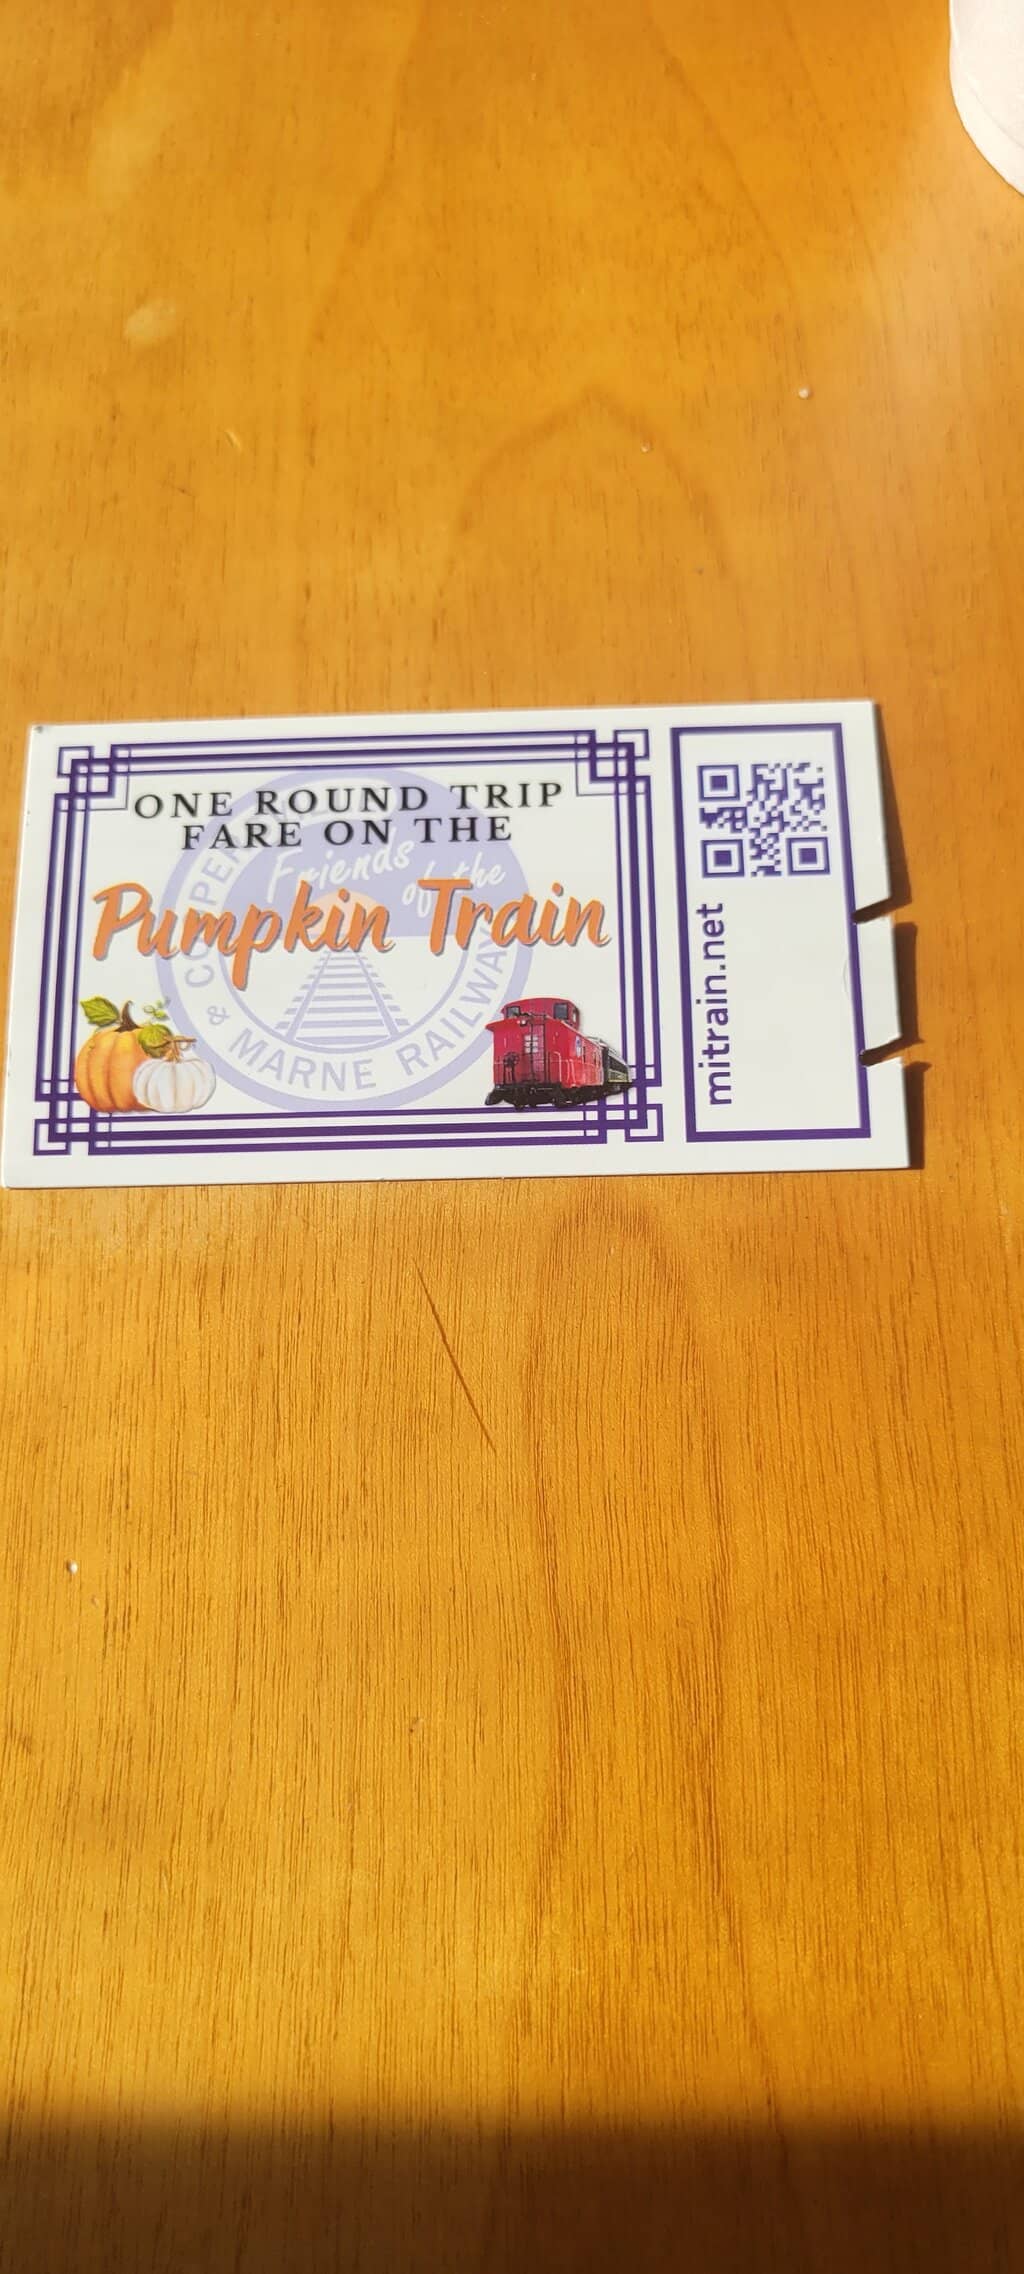 ONE ROUND TRIP
FARE ON THE
Pumpkin Train
Friends
of the
& MARNE RAILWAY
mitrain.net